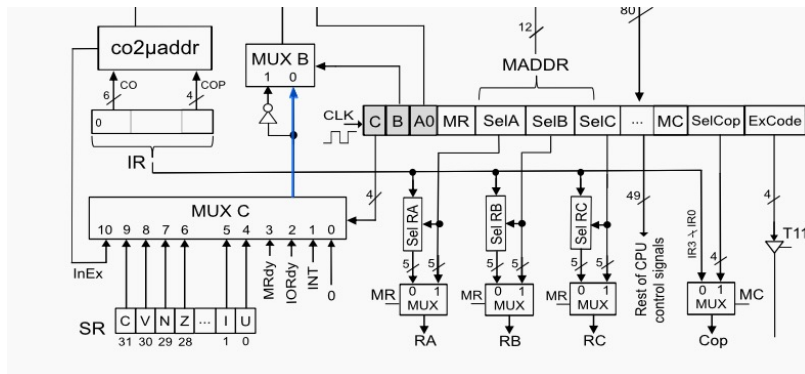 80
12
co2µaddr
MUX B
1 0
MADDR
CO
COP
6
4
CLK
C B A0 MR SelA SelB SelC ... MC SelCop ExCode
0
IR
4
49
4
MUX C
10 9 8 7 6 5 4 3 2 1 0
Sel RA
Sel RB
Sel RC
IR3 - IR0
T11
InEx
MRdy
IORdy
INT
0
5 5 5 5 5 5
4
Rest of CPU
control signals
MR 0 1 MUX
MR 0 1 MUX
MR 0 1 MUX
0 1 MUX MC
SR
C V N Z ... I U
31 30 29 28 1 0
RA RB RC Cop